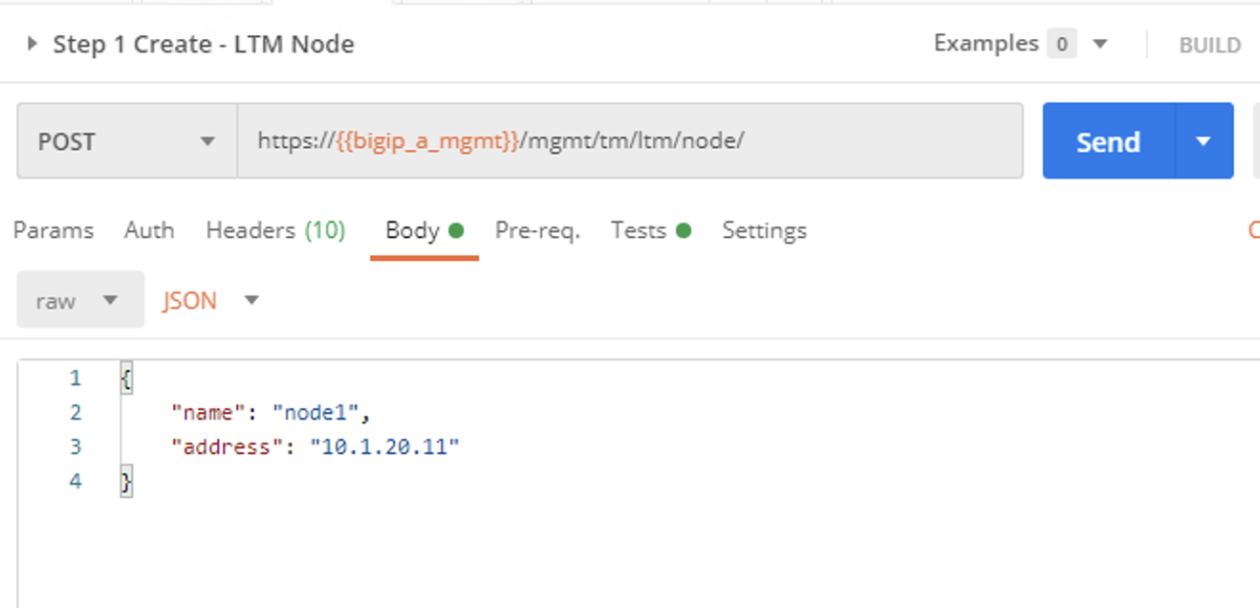 Step 1 Create - LTM Node Examples 0 BUILD
POST https://{{bigip_a_mgmt}}/mgmt/tm/ltm/node/ Send
Params Auth Headers (10) Body Pre-req. Tests Settings
raw JSON
1 {
2 "name": "node1",
3 "address": "10.1.20.11"
4 }